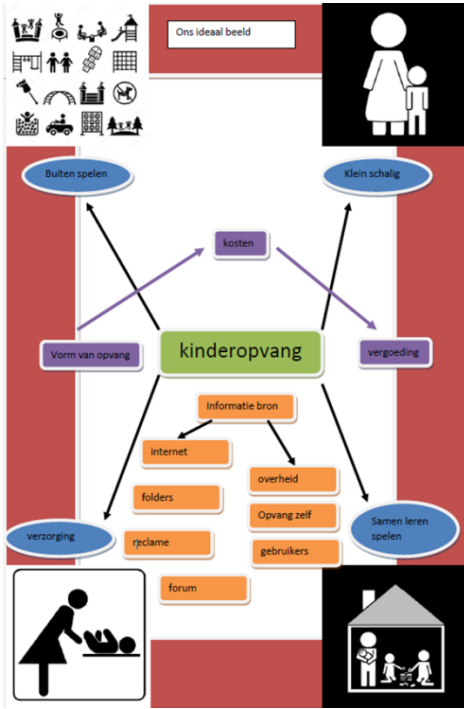 Ons ideaal beeld
Buiten spelen
Klein schalig
kosten
Vorm van opvang
kinderopvang
vergoeding
Informatie bron
internet
overheid
folders
Opvang zelf
verzorging
reclame
gebruikers
Samen leren
spelen
forum